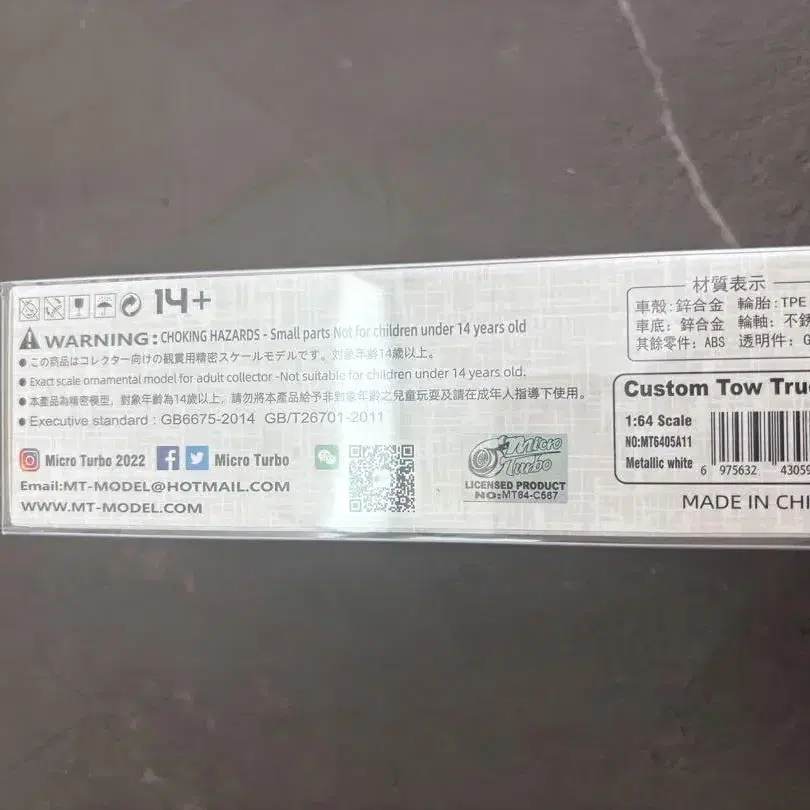 14+
WARNING: CHOKING HAZARDS - Small parts Not for children under 14 years old
● この商品はコレクター向けの観賞用精密スケールモデルです。対象年齢14歲以上。
● Exact scale ornamental model for adult collector -Not suitable for children under 14 years old.
● 本產品為精密模型，對象年齡為14歲以上，請勿將本產品給予非對象年齡之兒童玩耍及請在成年人指導下使用。
● Executive standard : GB6675-2014 GB/T26701-2011
Micro Turbo 2022 Micro Turbo
Email:MT-MODEL@HOTMAIL.COM
WWW.MT-MODEL.COM
Micro
Turbo
LICENSED PRODUCT
NO:MT64-C567
材質表示
車殼:鋅合金 輪胎:TPE
車底: 鋅合金 輪軸: 不銹
其餘零件: ABS 透明件: G
Custom Tow Truc
1:64 Scale
NO:MT6405A11
Metallic white
6 975632 43059
MADE IN CHI